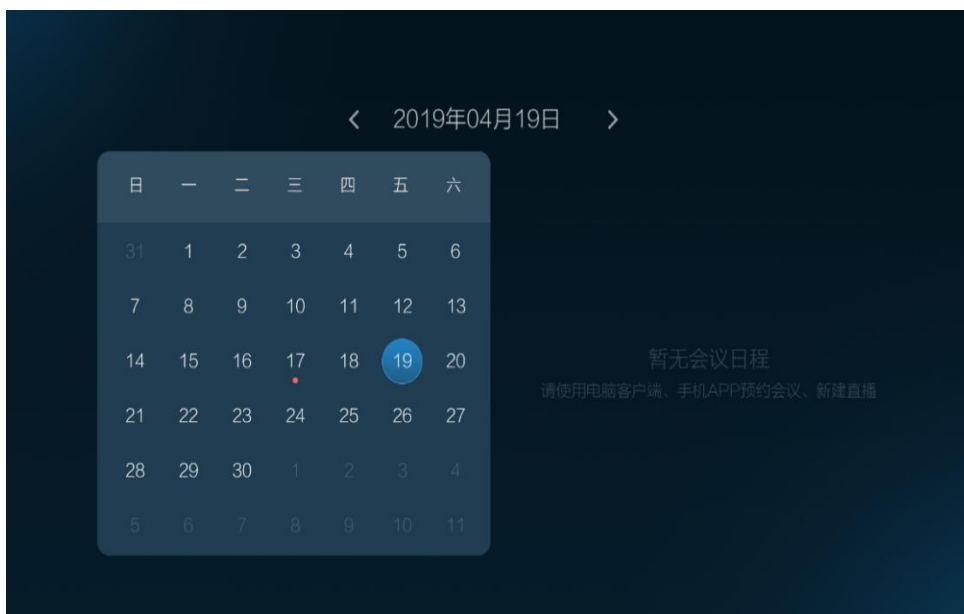 2019年04月19日
日 一 二 三 四 五 六
31 1 2 3 4 5 6
7 8 9 10 11 12 13
14 15 16 17 18 19 20
21 22 23 24 25 26 27
28 29 30 1 2 3 4
5 6 7 8 9 10 11
暂无会议日程
请使用电脑客户端、手机APP预约会议、新建直播